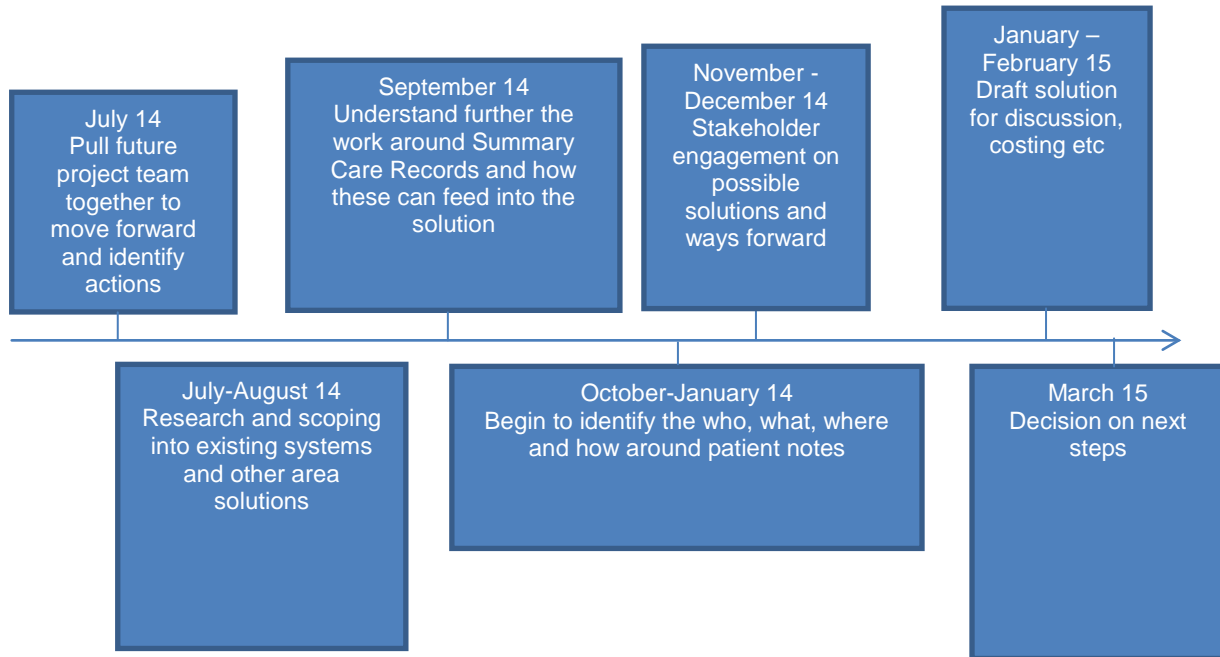 July 14
Pull future
project team
together to
move forward
and identify
actions
September 14
Understand further the
work around Summary
Care Records and how
these can feed into the
solution
November -
December 14
Stakeholder
engagement on
possible
solutions and
ways forward
January –
February 15
Draft solution
for discussion,
costing etc
July-August 14
Research and scoping
into existing systems
and other area
solutions
October-January 14
Begin to identify the who, what, where
and how around patient notes
March 15
Decision on next
steps